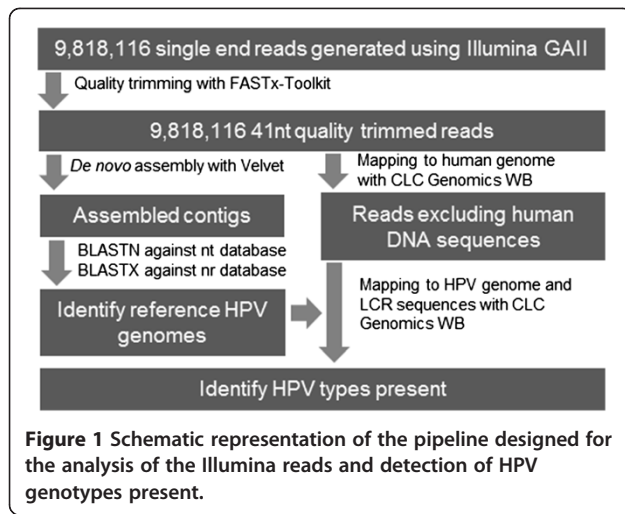 9,818,116 single end reads generated using Illumina GAII
Quality trimming with FASTx-Toolkit
9,818,116 41nt quality trimmed reads
De novo assembly with Velvet
Mapping to human genome
with CLC Genomics WB
Assembled contigs
Reads excluding human
DNA sequences
BLASTN against nt database
BLASTX against nr database
Identify reference HPV
genomes
Mapping to HPV genome and
LCR sequences with CLC
Genomics WB
Identify HPV types present
Figure 1 Schematic representation of the pipeline designed for
the analysis of the Illumina reads and detection of HPV
genotypes present.